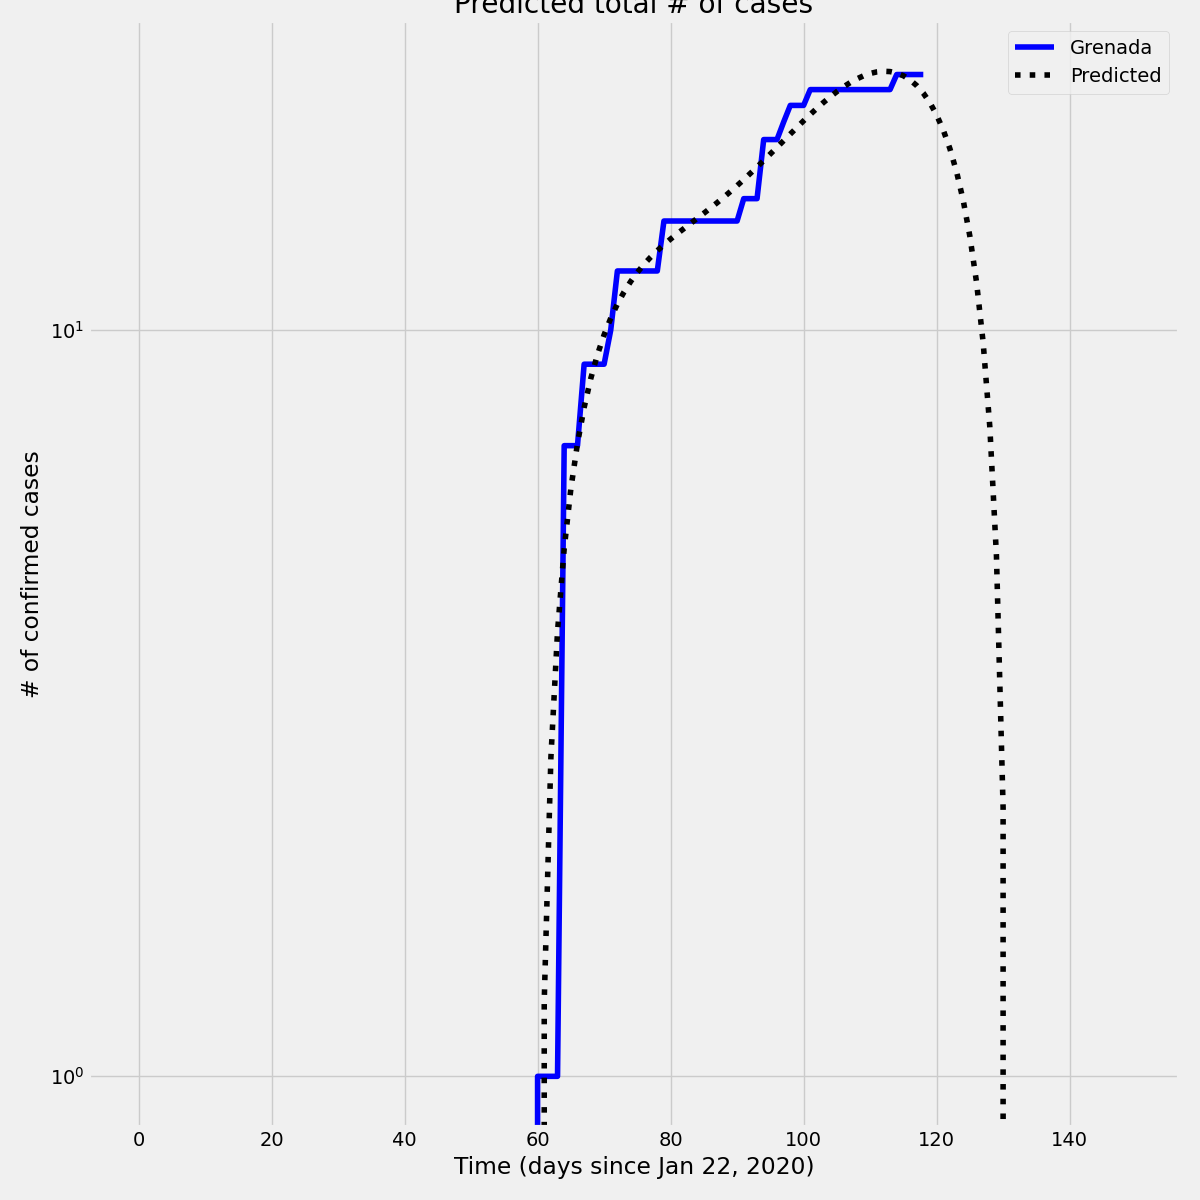 Predicted total # of cases
Grenada
Predicted
10¹
# of confirmed cases
10⁰
0 20 40 60 80 100 120 140
Time (days since Jan 22, 2020)